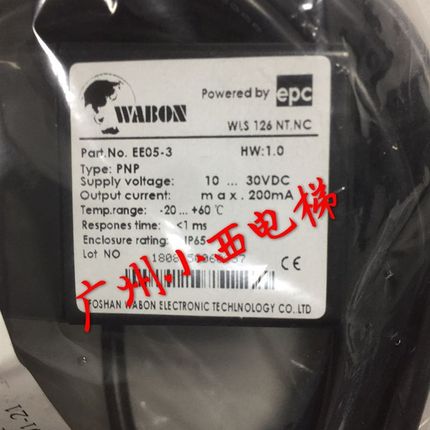 WABON
Powered by epc
WLS 126 NT.NC
Part.No. EE05-3 HW:1.0
Type: PNP
Supply voltage: 10 ... 30VDC
Output current: max. 200mA
Temp.range: -20 ... +60℃
Respones time: <1 ms
Enclosure rating: IP65
Lot NO
CE
FOSHAN WABON ELECTRONIC TECHLNOLOGY CO.LTD
广州小西电梯